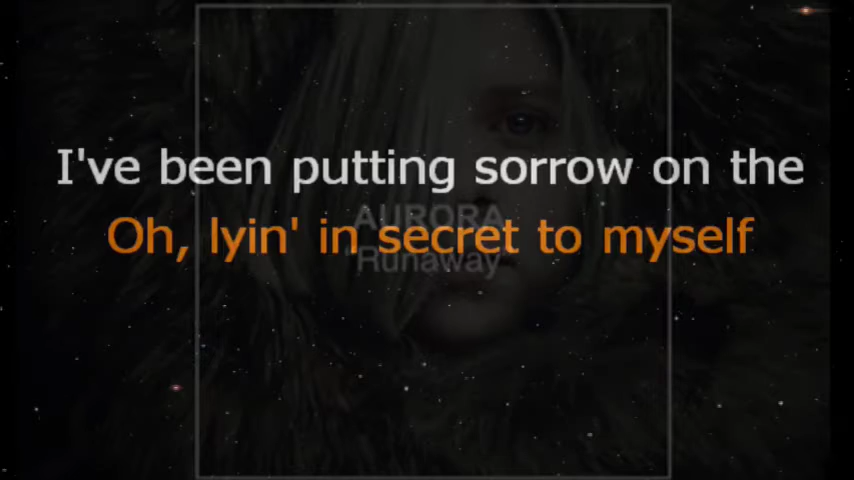 I've been putting sorrow on the
AURORA
Oh, lyin' in secret to myself
Runaway